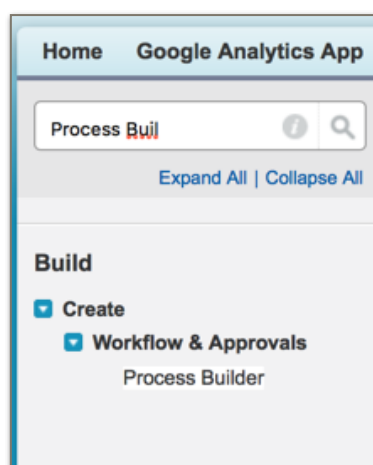 Home Google Analytics App
Process Buil
Expand All | Collapse All
Build
Create
Workflow & Approvals
Process Builder